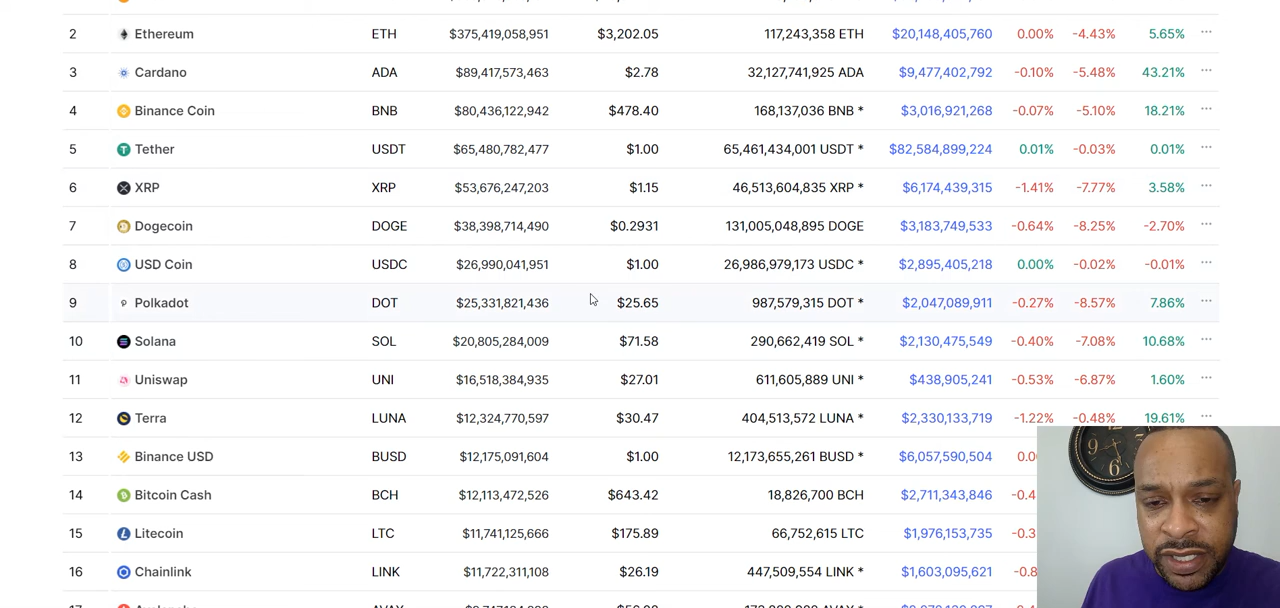 2 Ethereum ETH $375,419,058,951 $3,202.05 117,243,358 ETH $20,148,405,760 0.00% -4.43% 5.65% ...
3 Cardano ADA $89,417,573,463 $2.78 32,127,741,925 ADA $9,477,402,792 -0.10% -5.48% 43.21% ...
4 Binance Coin BNB $80,436,122,942 $478.40 168,137,036 BNB * $3,016,921,268 -0.07% -5.10% 18.21% ...
5 Tether USDT $65,480,782,477 $1.00 65,461,434,001 USDT * $82,584,899,224 0.01% -0.03% 0.01% ...
6 XRP XRP $53,676,247,203 $1.15 46,513,604,835 XRP * $6,174,439,315 -1.41% -7.77% 3.58% ...
7 Dogecoin DOGE $38,398,714,490 $0.2931 131,005,048,895 DOGE $3,183,749,533 -0.64% -8.25% -2.70% ...
8 USD Coin USDC $26,990,041,951 $1.00 26,986,979,173 USDC * $2,895,405,218 0.00% -0.02% -0.01% ...
9 Polkadot DOT $25,331,821,436 $25.65 987,579,315 DOT * $2,047,089,911 -0.27% -8.57% 7.86% ...
10 Solana SOL $20,805,284,009 $71.58 290,662,419 SOL * $2,130,475,549 -0.40% -7.08% 10.68% ...
11 Uniswap UNI $16,518,384,935 $27.01 611,605,889 UNI * $438,905,241 -0.53% -6.87% 1.60% ...
12 Terra LUNA $12,324,770,597 $30.47 404,513,572 LUNA * $2,330,133,719 -1.22% -0.48% 19.61% ...
13 Binance USD BUSD $12,175,091,604 $1.00 12,173,655,261 BUSD * $6,057,590,504 0.0
14 Bitcoin Cash BCH $12,113,472,526 $643.42 18,826,700 BCH $2,711,343,846 -0.4
15 Litecoin LTC $11,741,125,666 $175.89 66,752,615 LTC $1,976,153,735 -0.3
16 Chainlink LINK $11,722,311,108 $26.19 447,509,554 LINK * $1,603,095,621 -0.8